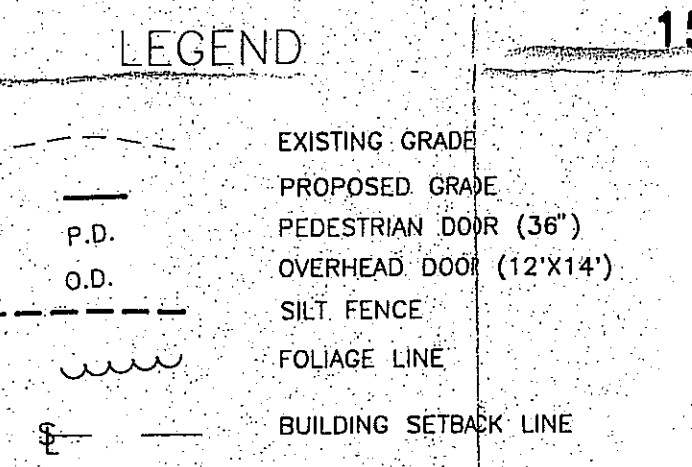 LEGEND
EXISTING GRADE
PROPOSED GRADE
P.D. PEDESTRIAN DOOR (36")
O.D. OVERHEAD DOOR (12'X14')
SILT FENCE
FOLIAGE LINE
BUILDING SETBACK LINE